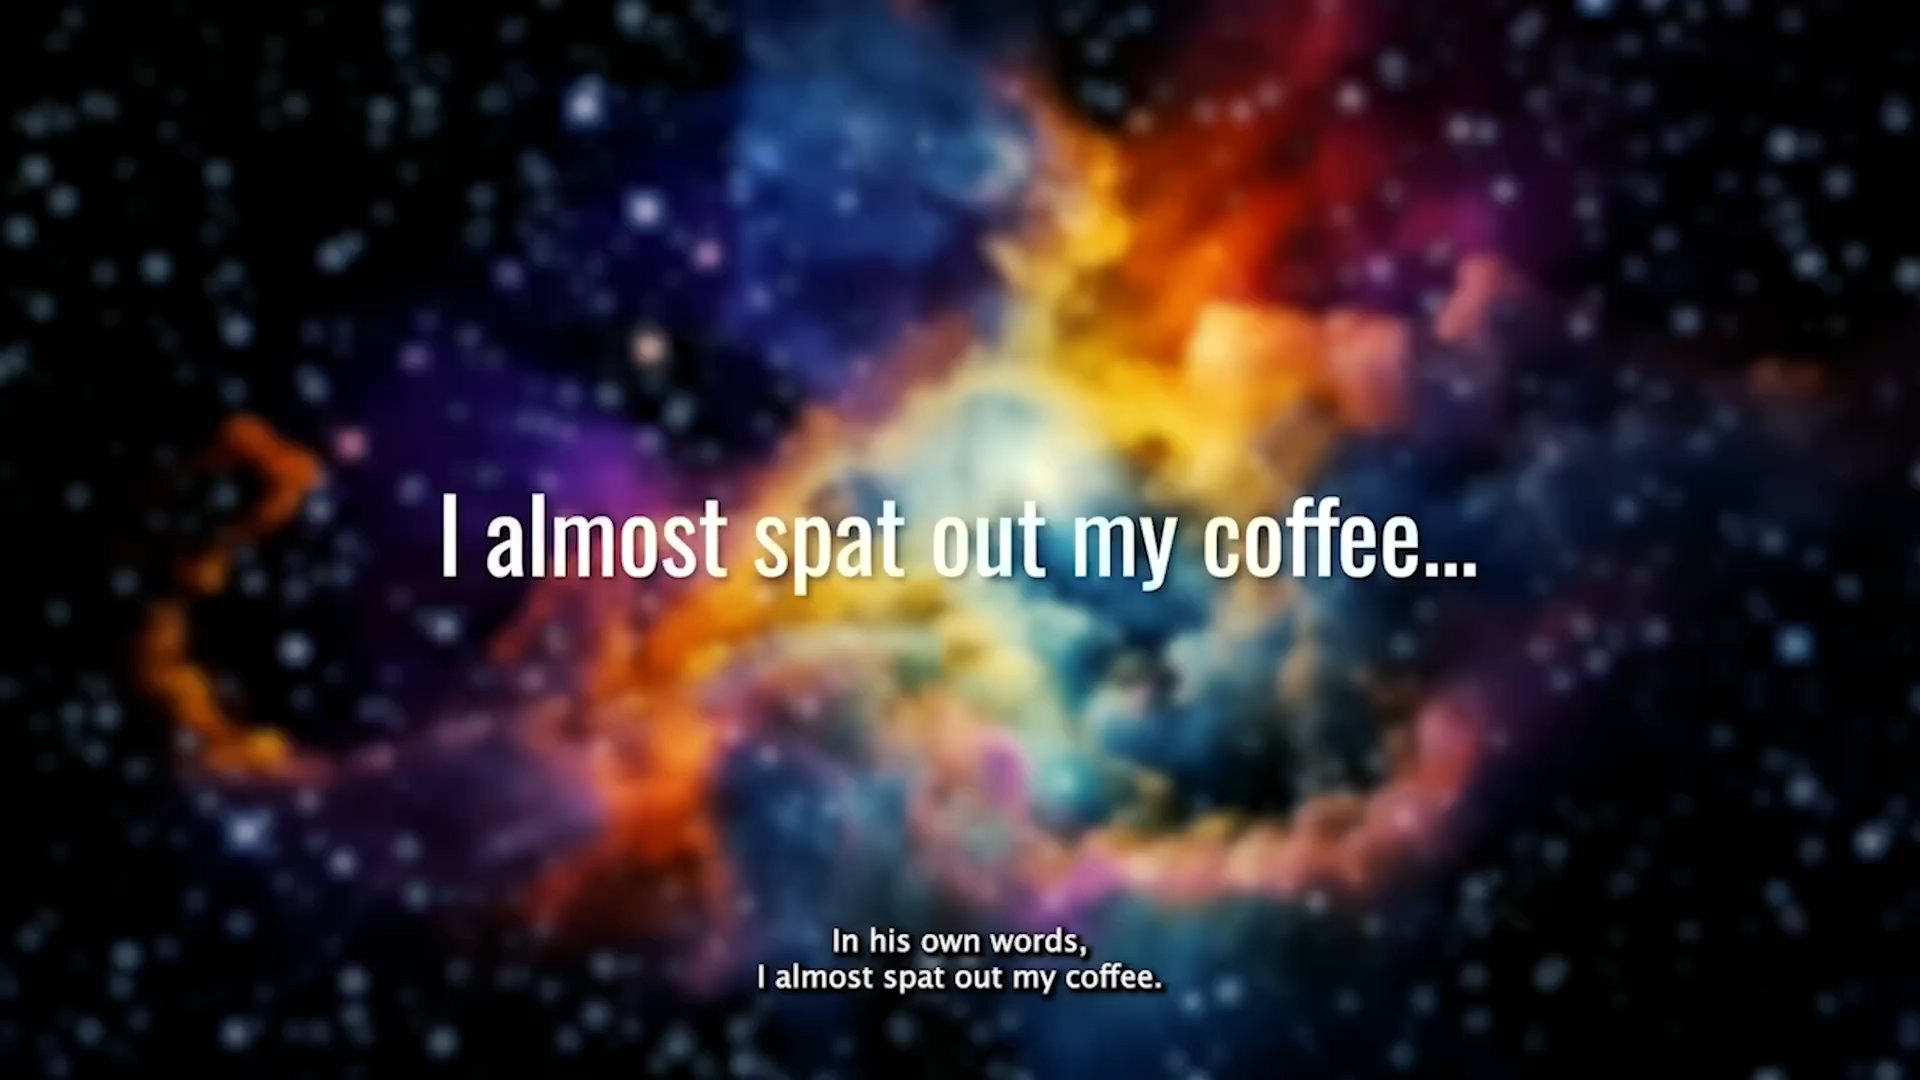 I almost spat out my coffee...
In his own words,
I almost spat out my coffee.